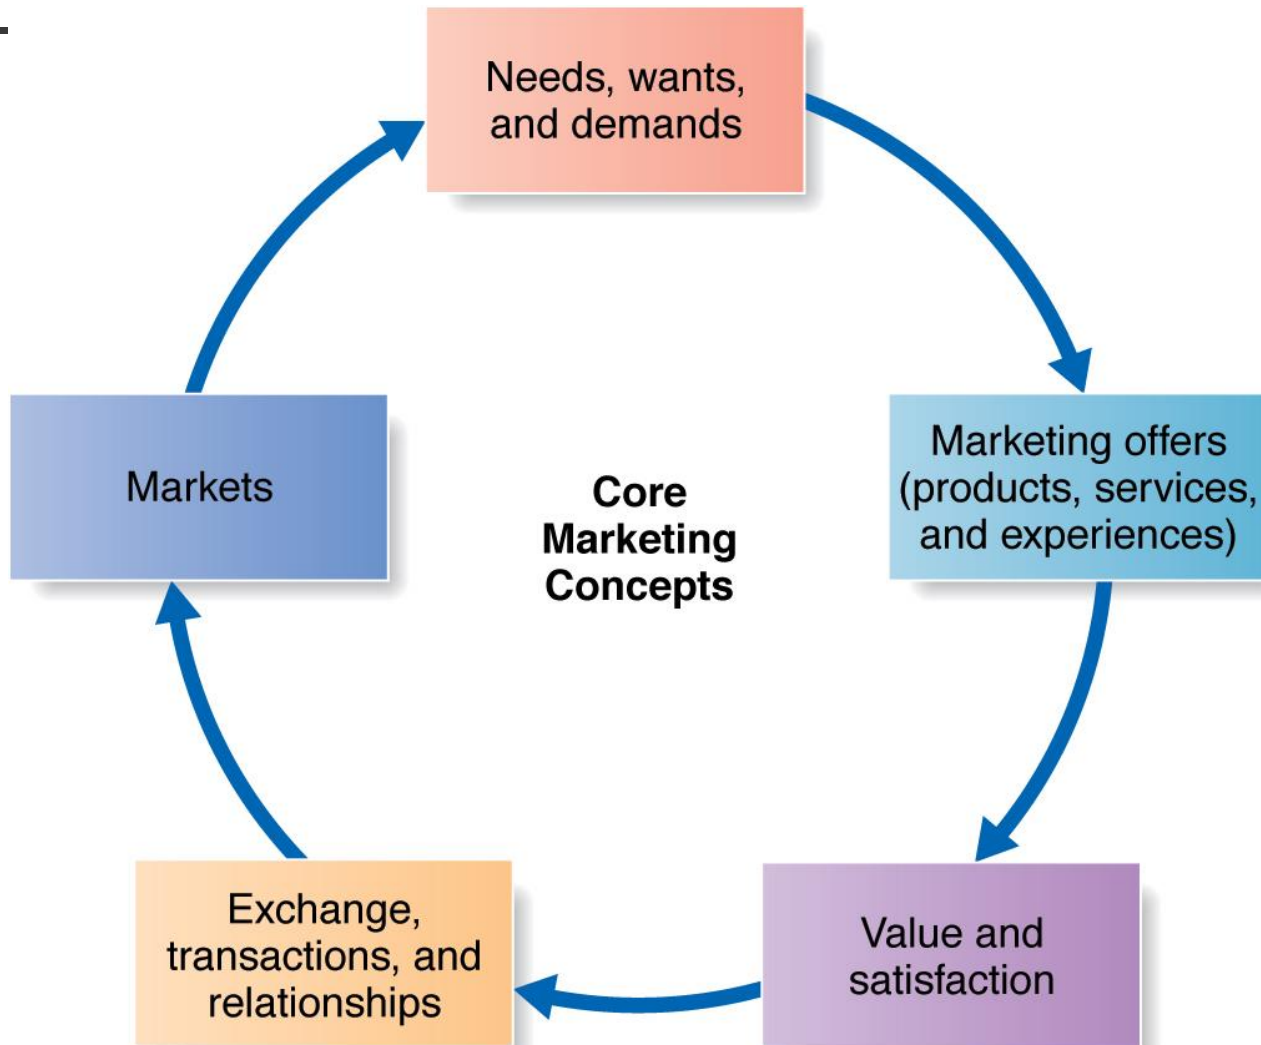 Needs, wants,
and demands
Marketing offers
(products, services,
and experiences)
Value and
satisfaction
Exchange,
transactions, and
relationships
Markets
Core
Marketing
Concepts